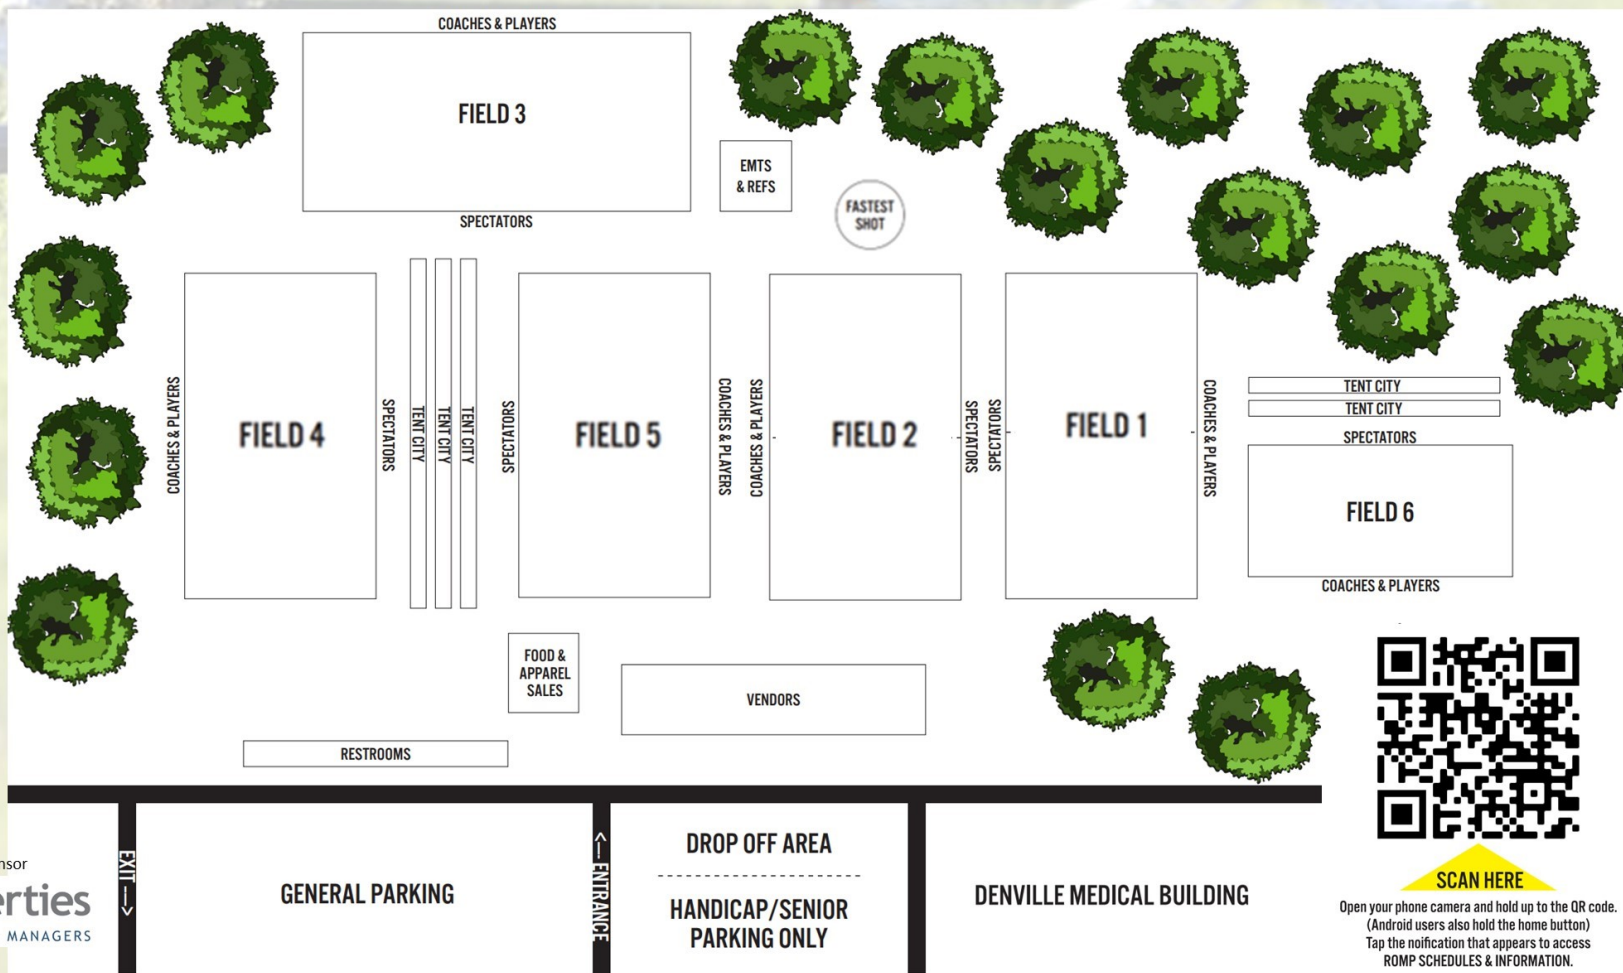 COACHES & PLAYERS
FIELD 3
SPECTATORS
EMTS
& REFS
FASTEST
SHOT
COACHES & PLAYERS
FIELD 4
SPECTATORS
TENT CITY
TENT CITY
TENT CITY
SPECTATORS
FIELD 5
COACHES & PLAYERS
COACHES & PLAYERS
FIELD 2
SPECTATORS
SPECTATORS
FIELD 1
COACHES & PLAYERS
TENT CITY
TENT CITY
SPECTATORS
FIELD 6
COACHES & PLAYERS
FOOD &
APPAREL
SALES
VENDORS
RESTROOMS
EXIT —>
GENERAL PARKING
<— ENTRANCE
DROP OFF AREA
HANDICAP/SENIOR
PARKING ONLY
DENVILLE MEDICAL BUILDING
nsor
erties
MANAGERS
SCAN HERE
Open your phone camera and hold up to the QR code.
(Android users also hold the home button)
Tap the noification that appears to access
ROMP SCHEDULES & INFORMATION.